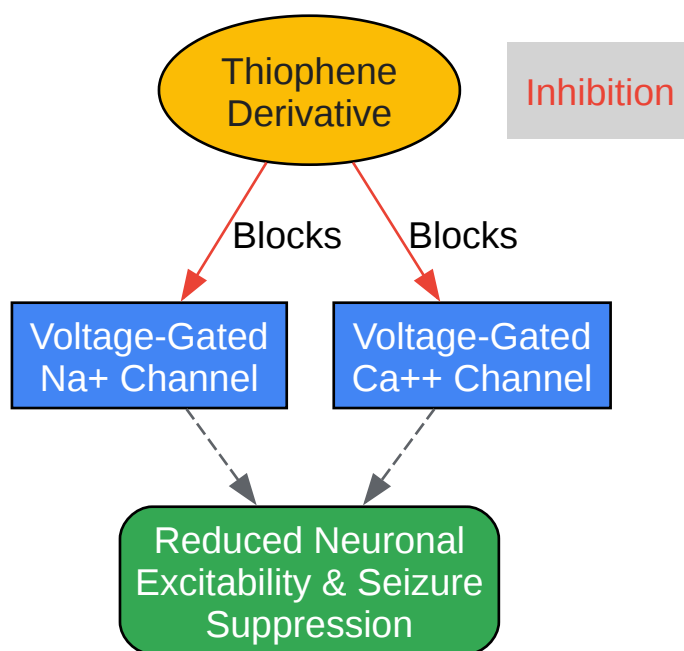 Thiophene
Derivative
Inhibition
Blocks
Blocks
Voltage-Gated
Na+ Channel
Voltage-Gated
Ca++ Channel
Reduced Neuronal
Excitability & Seizure
Suppression